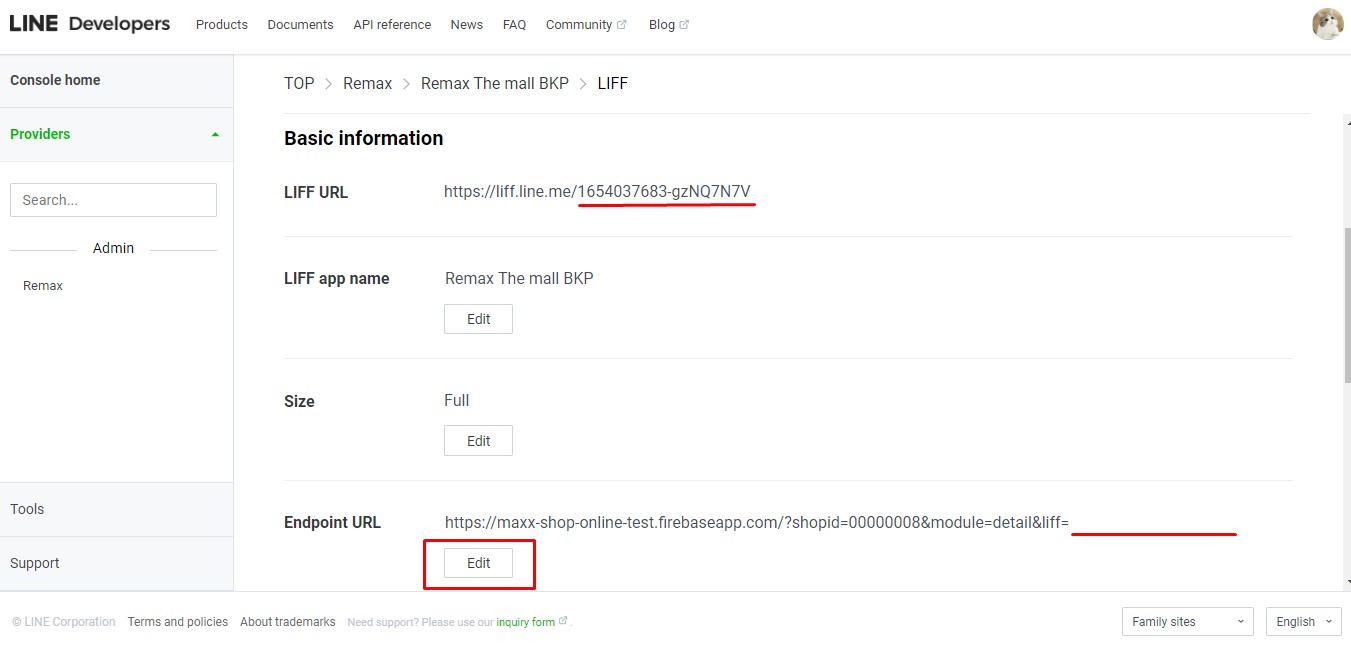 LINE Developers Products Documents API reference News FAQ Community Blog
Console home
Providers
Search...
Admin
Remax
Tools
Support
TOP > Remax > Remax The mall BKP > LIFF
Basic information
LIFF URL https://liff.line.me/1654037683-gzNQ7N7V
LIFF app name Remax The mall BKP
Edit
Size Full
Edit
Endpoint URL https://maxx-shop-online-test.firebaseapp.com/?shopid=00000008&module=detail&liff=
Edit
© LINE Corporation Terms and policies About trademarks Need support? Please use our inquiry form . Family sites English